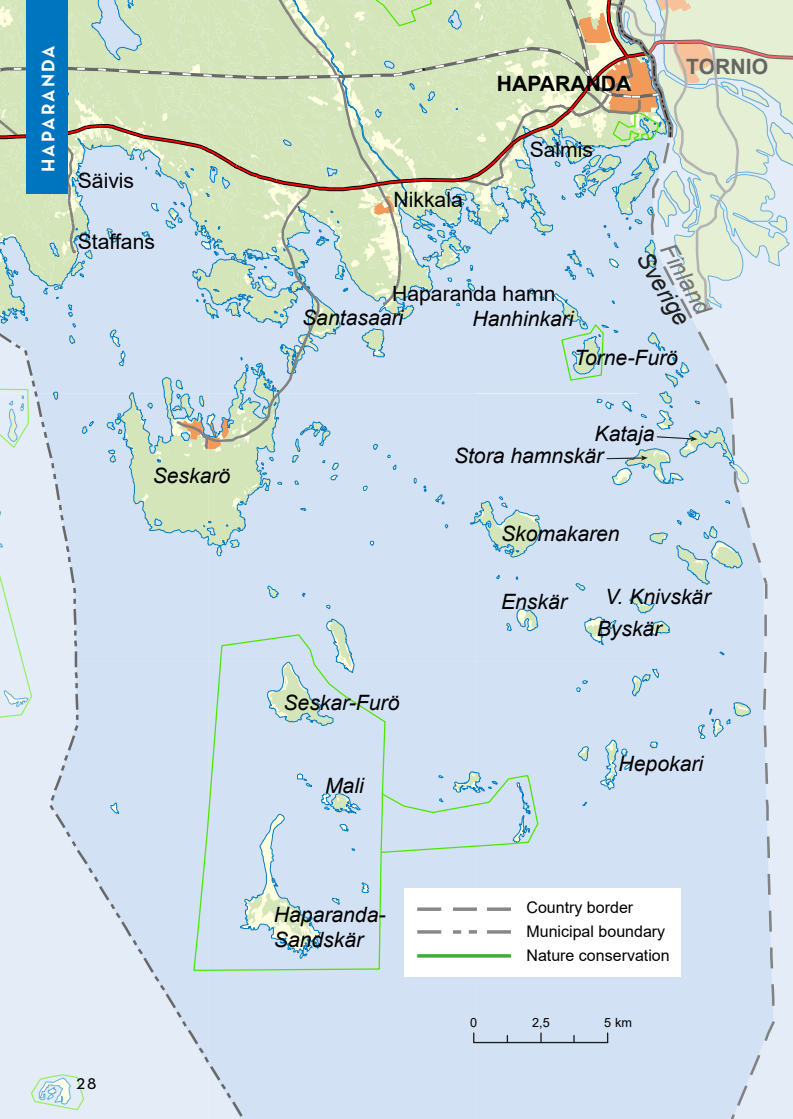 HAPARANDA
HAPARANDA
TORNIO
Salmis
Säivis
Nikkala
Staffans
Finland
Sverige
Haparanda hamn
Santasaari
Hanhinkari
Torne-Furö
Kataja
Stora hamnskär
Seskarö
Skomakaren
Enskär
V. Knivskär
Byskär
Seskar-Furö
Hepokari
Mali
Haparanda-
Sandskär
Country border
Municipal boundary
Nature conservation
0 2,5 5 km
28